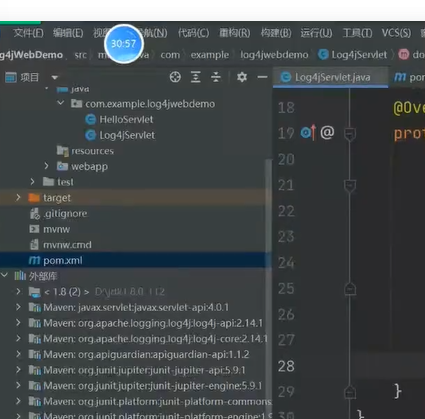 文件(F) 编辑(E) 视 航(N) 代码(C) 重构(R) 构建(B) 运行(U) 工具(T) VCS(S)
30:57
g4jWebDemo src m java com example log4jwebdemo Log4jServlet do
项目
Log4jServlet.java pom
java
com.example.log4jwebdemo
HelloServlet
Log4jServlet
resources
webapp
test
target
.gitignore
mvnw
mvnw.cmd
pom.xml
外部库
< 1.8 (2) > D:\jdk1.8.0_112
Maven: javax.servlet:javax.servlet-api:4.0.1
Maven: org.apache.logging.log4j:log4j-api:2.14.1
Maven: org.apache.logging.log4j:log4j-core:2.14.1
Maven: org.apiguardian:apiguardian-api:1.1.2
Maven: org.junit.jupiter:junit-jupiter-api:5.9.1
Maven: org.junit.jupiter:junit-jupiter-engine:5.9.1
Maven: org.junit.platform:junit-platform-commons
Maven: org.junit.platform:junit-platform-engine:1
18 @Ove
19 @ prot
20
21
22
23
24
25
26
27
28
29 }
30 }